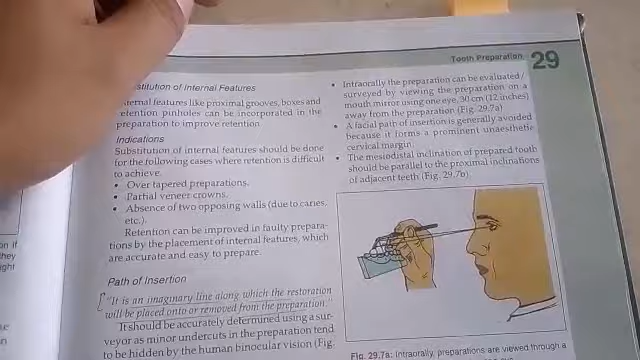 Tooth Preparation 29
stitution of Internal Features
ternal features like proximal grooves, boxes and
retention pinholes can be incorporated in the
preparation to improve retention.
Indications
Substitution of internal features should be done
for the following cases where retention is difficult
to achieve.
• Over tapered preparations.
• Partial veneer crowns.
• Absence of two opposing walls (due to caries,
etc.).
Retention can be improved in faulty prepara-
tions by the placement of internal features, which
are accurate and easy to prepare.
Path of Insertion
"It is an imaginary line along which the restoration
will be placed onto or removed from the preparation."
It should be accurately determined using a sur-
veyor as minor undercuts in the preparation tend
to be hidden by the human binocular vision (Fig.
• Intraorally the preparation can be evaluated/
surveyed by viewing the preparation on a
mouth mirror using one eye, 30 cm (12 inches)
away from the preparation (Fig. 29.7a)
• A facial path of insertion is generally avoided
because it forms a prominent unaesthetic
cervical margin.
• The mesiodistal inclination of prepared tooth
should be parallel to the proximal inclinations
of adjacent teeth (Fig. 29.7b).
Fig. 29.7a: Intraorally, preparations are viewed through a